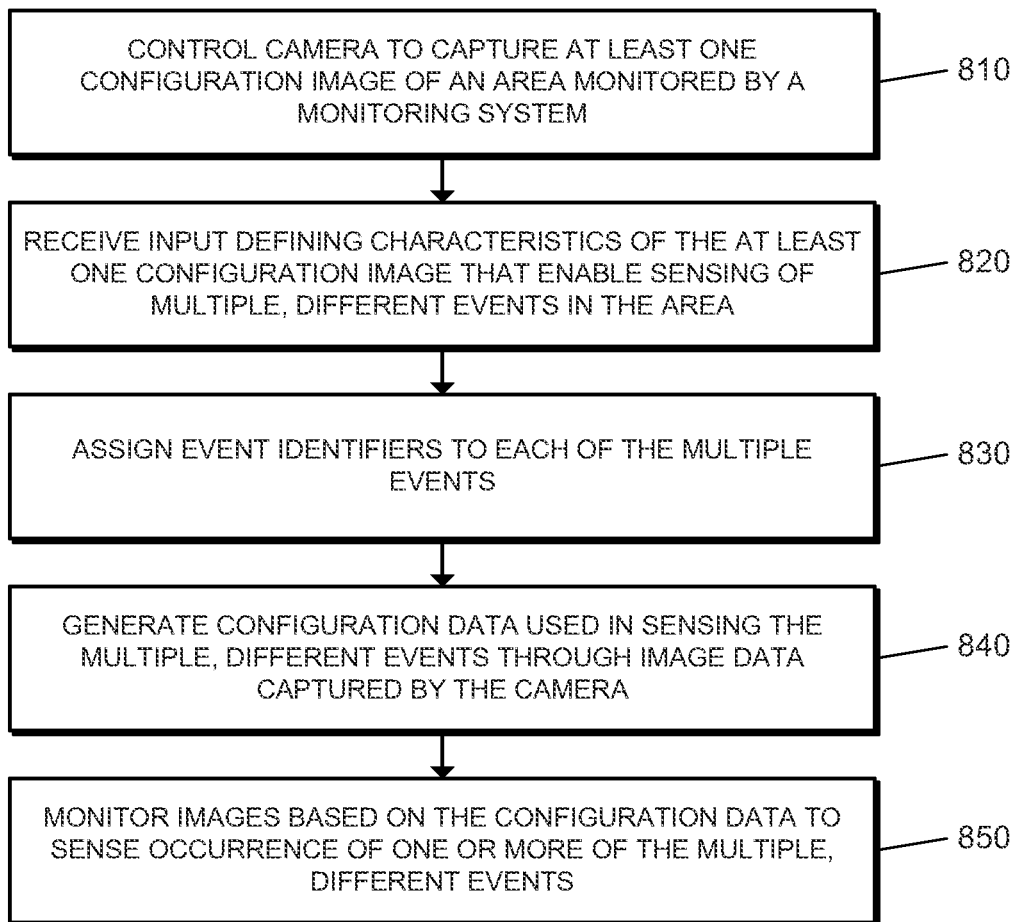 CONTROL CAMERA TO CAPTURE AT LEAST ONE
CONFIGURATION IMAGE OF AN AREA MONITORED BY A
MONITORING SYSTEM
810
RECEIVE INPUT DEFINING CHARACTERISTICS OF THE AT LEAST
ONE CONFIGURATION IMAGE THAT ENABLE SENSING OF
MULTIPLE, DIFFERENT EVENTS IN THE AREA
820
ASSIGN EVENT IDENTIFIERS TO EACH OF THE MULTIPLE
EVENTS
830
GENERATE CONFIGURATION DATA USED IN SENSING THE
MULTIPLE, DIFFERENT EVENTS THROUGH IMAGE DATA
CAPTURED BY THE CAMERA
840
MONITOR IMAGES BASED ON THE CONFIGURATION DATA TO
SENSE OCCURRENCE OF ONE OR MORE OF THE MULTIPLE,
DIFFERENT EVENTS
850